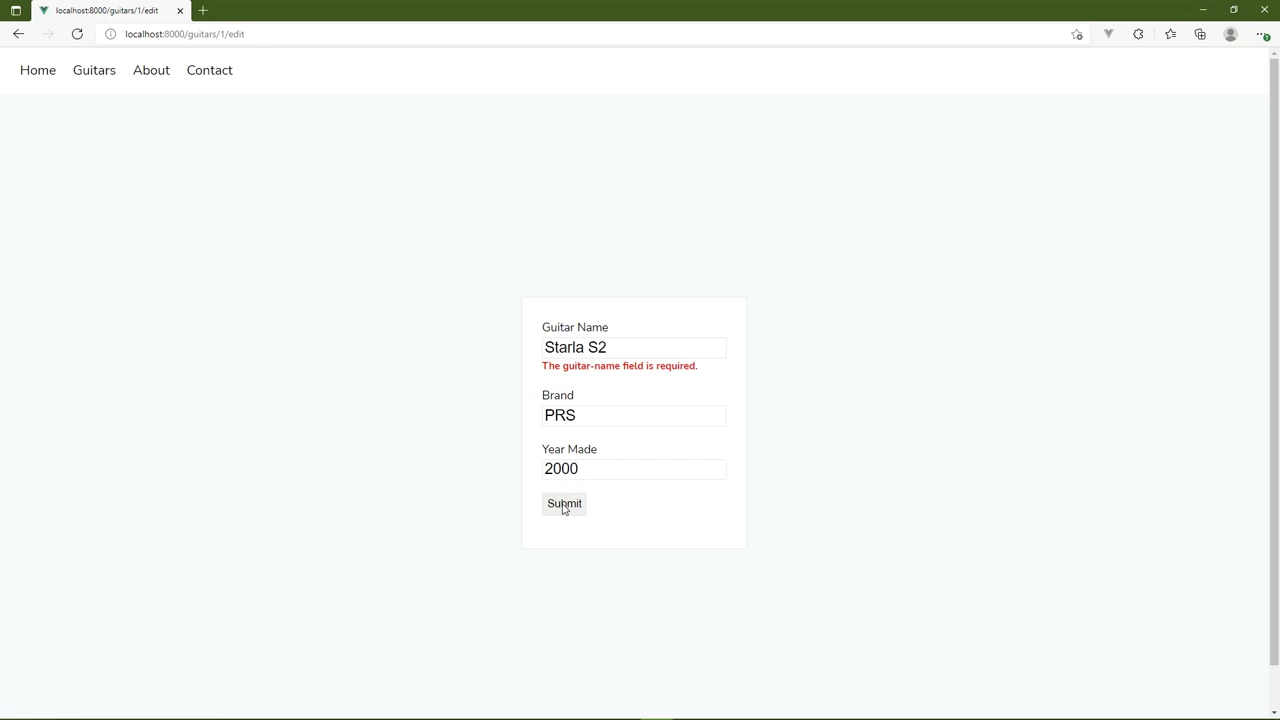 localhost:8000/guitars/1/edit
localhost:8000/guitars/1/edit
Home Guitars About Contact
Guitar Name
Starla S2
The guitar-name field is required.
Brand
PRS
Year Made
2000
Submit